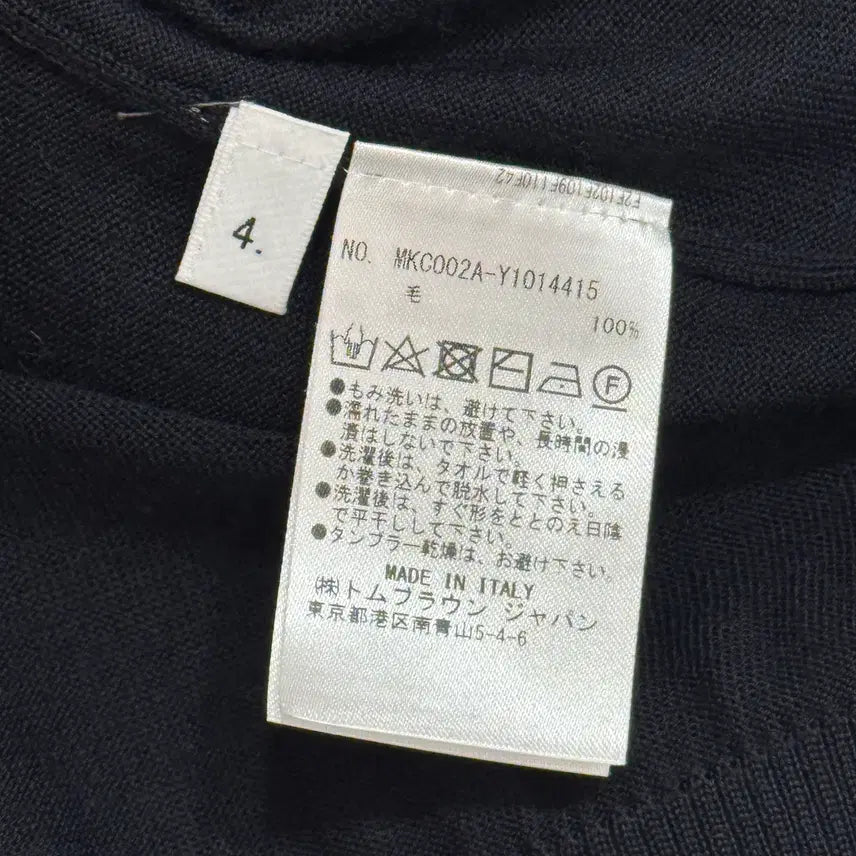 4.
F2E102E109E110E42
NO. MKC002A-Y1014415
毛
100%
F
●もみ洗いは、避けて下さい。
●濡れたままの放置や、長時間の浸
漬はしないで下さい。
●洗濯後は、タオルで軽く押さえる
か巻き込んで脱水して下さい。
●洗濯後は、すぐ形をととのえ日陰
で平干しして下さい。
●タンブラー乾燥は、お避け下さい。
MADE IN ITALY
(株)トムブラウン ジャパン
東京都港区南青山5-4-6